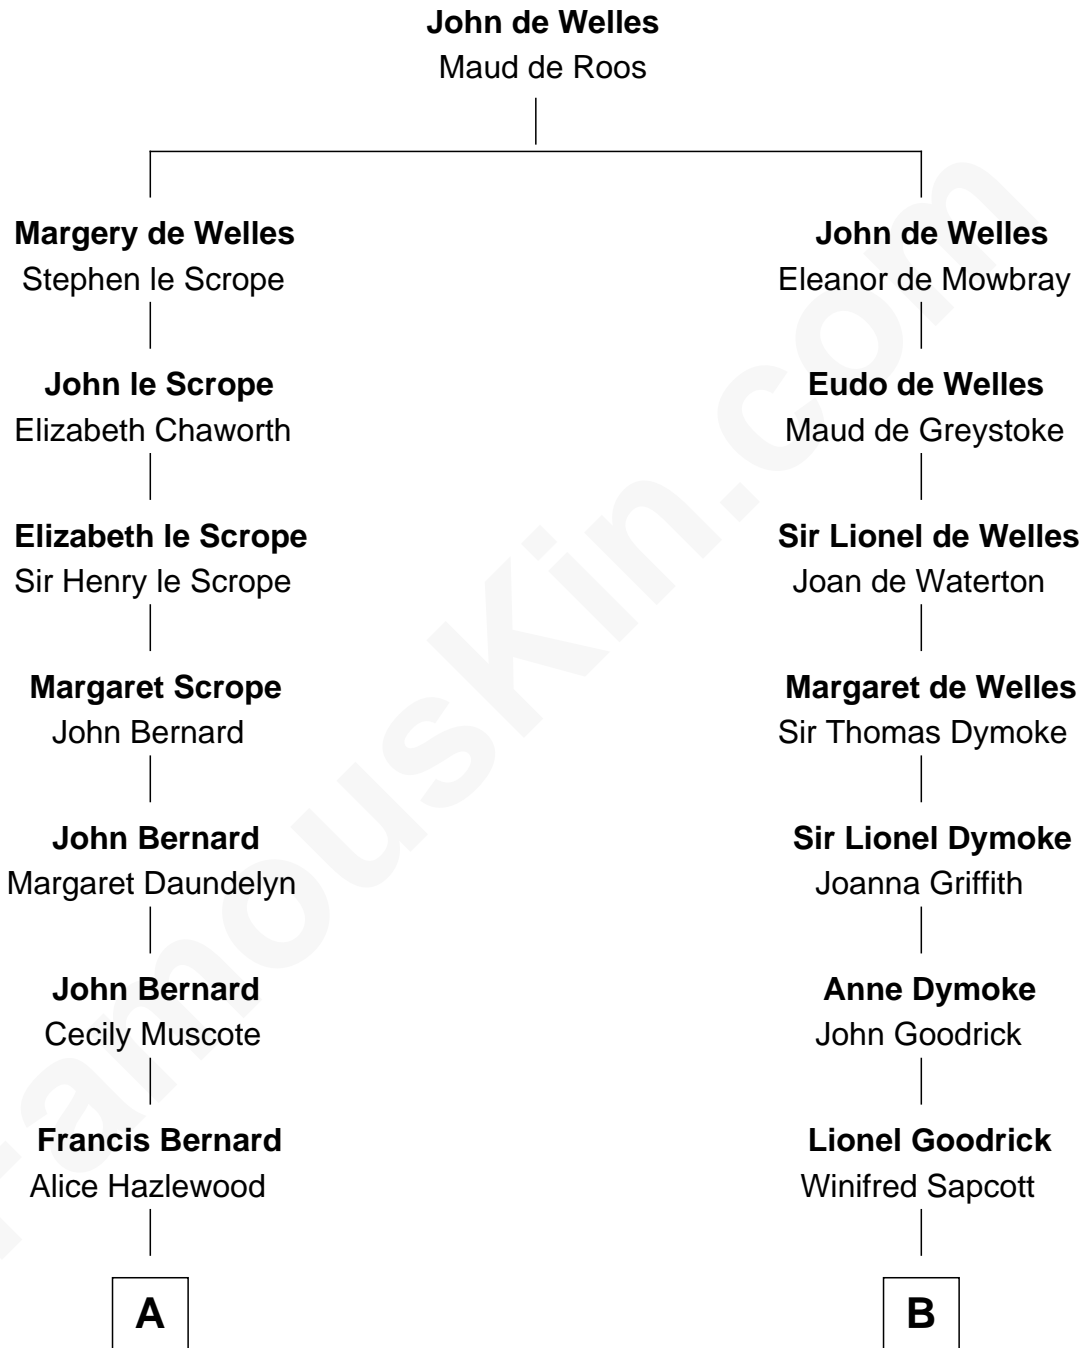 John de Welles
Maud de Roos
Margery de Welles
Stephen le Scrope
John de Welles
Eleanor de Mowbray
John le Scrope
Elizabeth Chaworth
Eudo de Welles
Maud de Greystoke
Elizabeth le Scrope
Sir Henry le Scrope
Sir Lionel de Welles
Joan de Waterton
Margaret Scrope
John Bernard
Margaret de Welles
Sir Thomas Dymoke
John Bernard
Margaret Daundelyn
Sir Lionel Dymoke
Joanna Griffith
John Bernard
Cecily Muscote
Anne Dymoke
John Goodrick
Francis Bernard
Alice Hazlewood
Lionel Goodrick
Winifred Sapcott
A
B
FamousKin.com